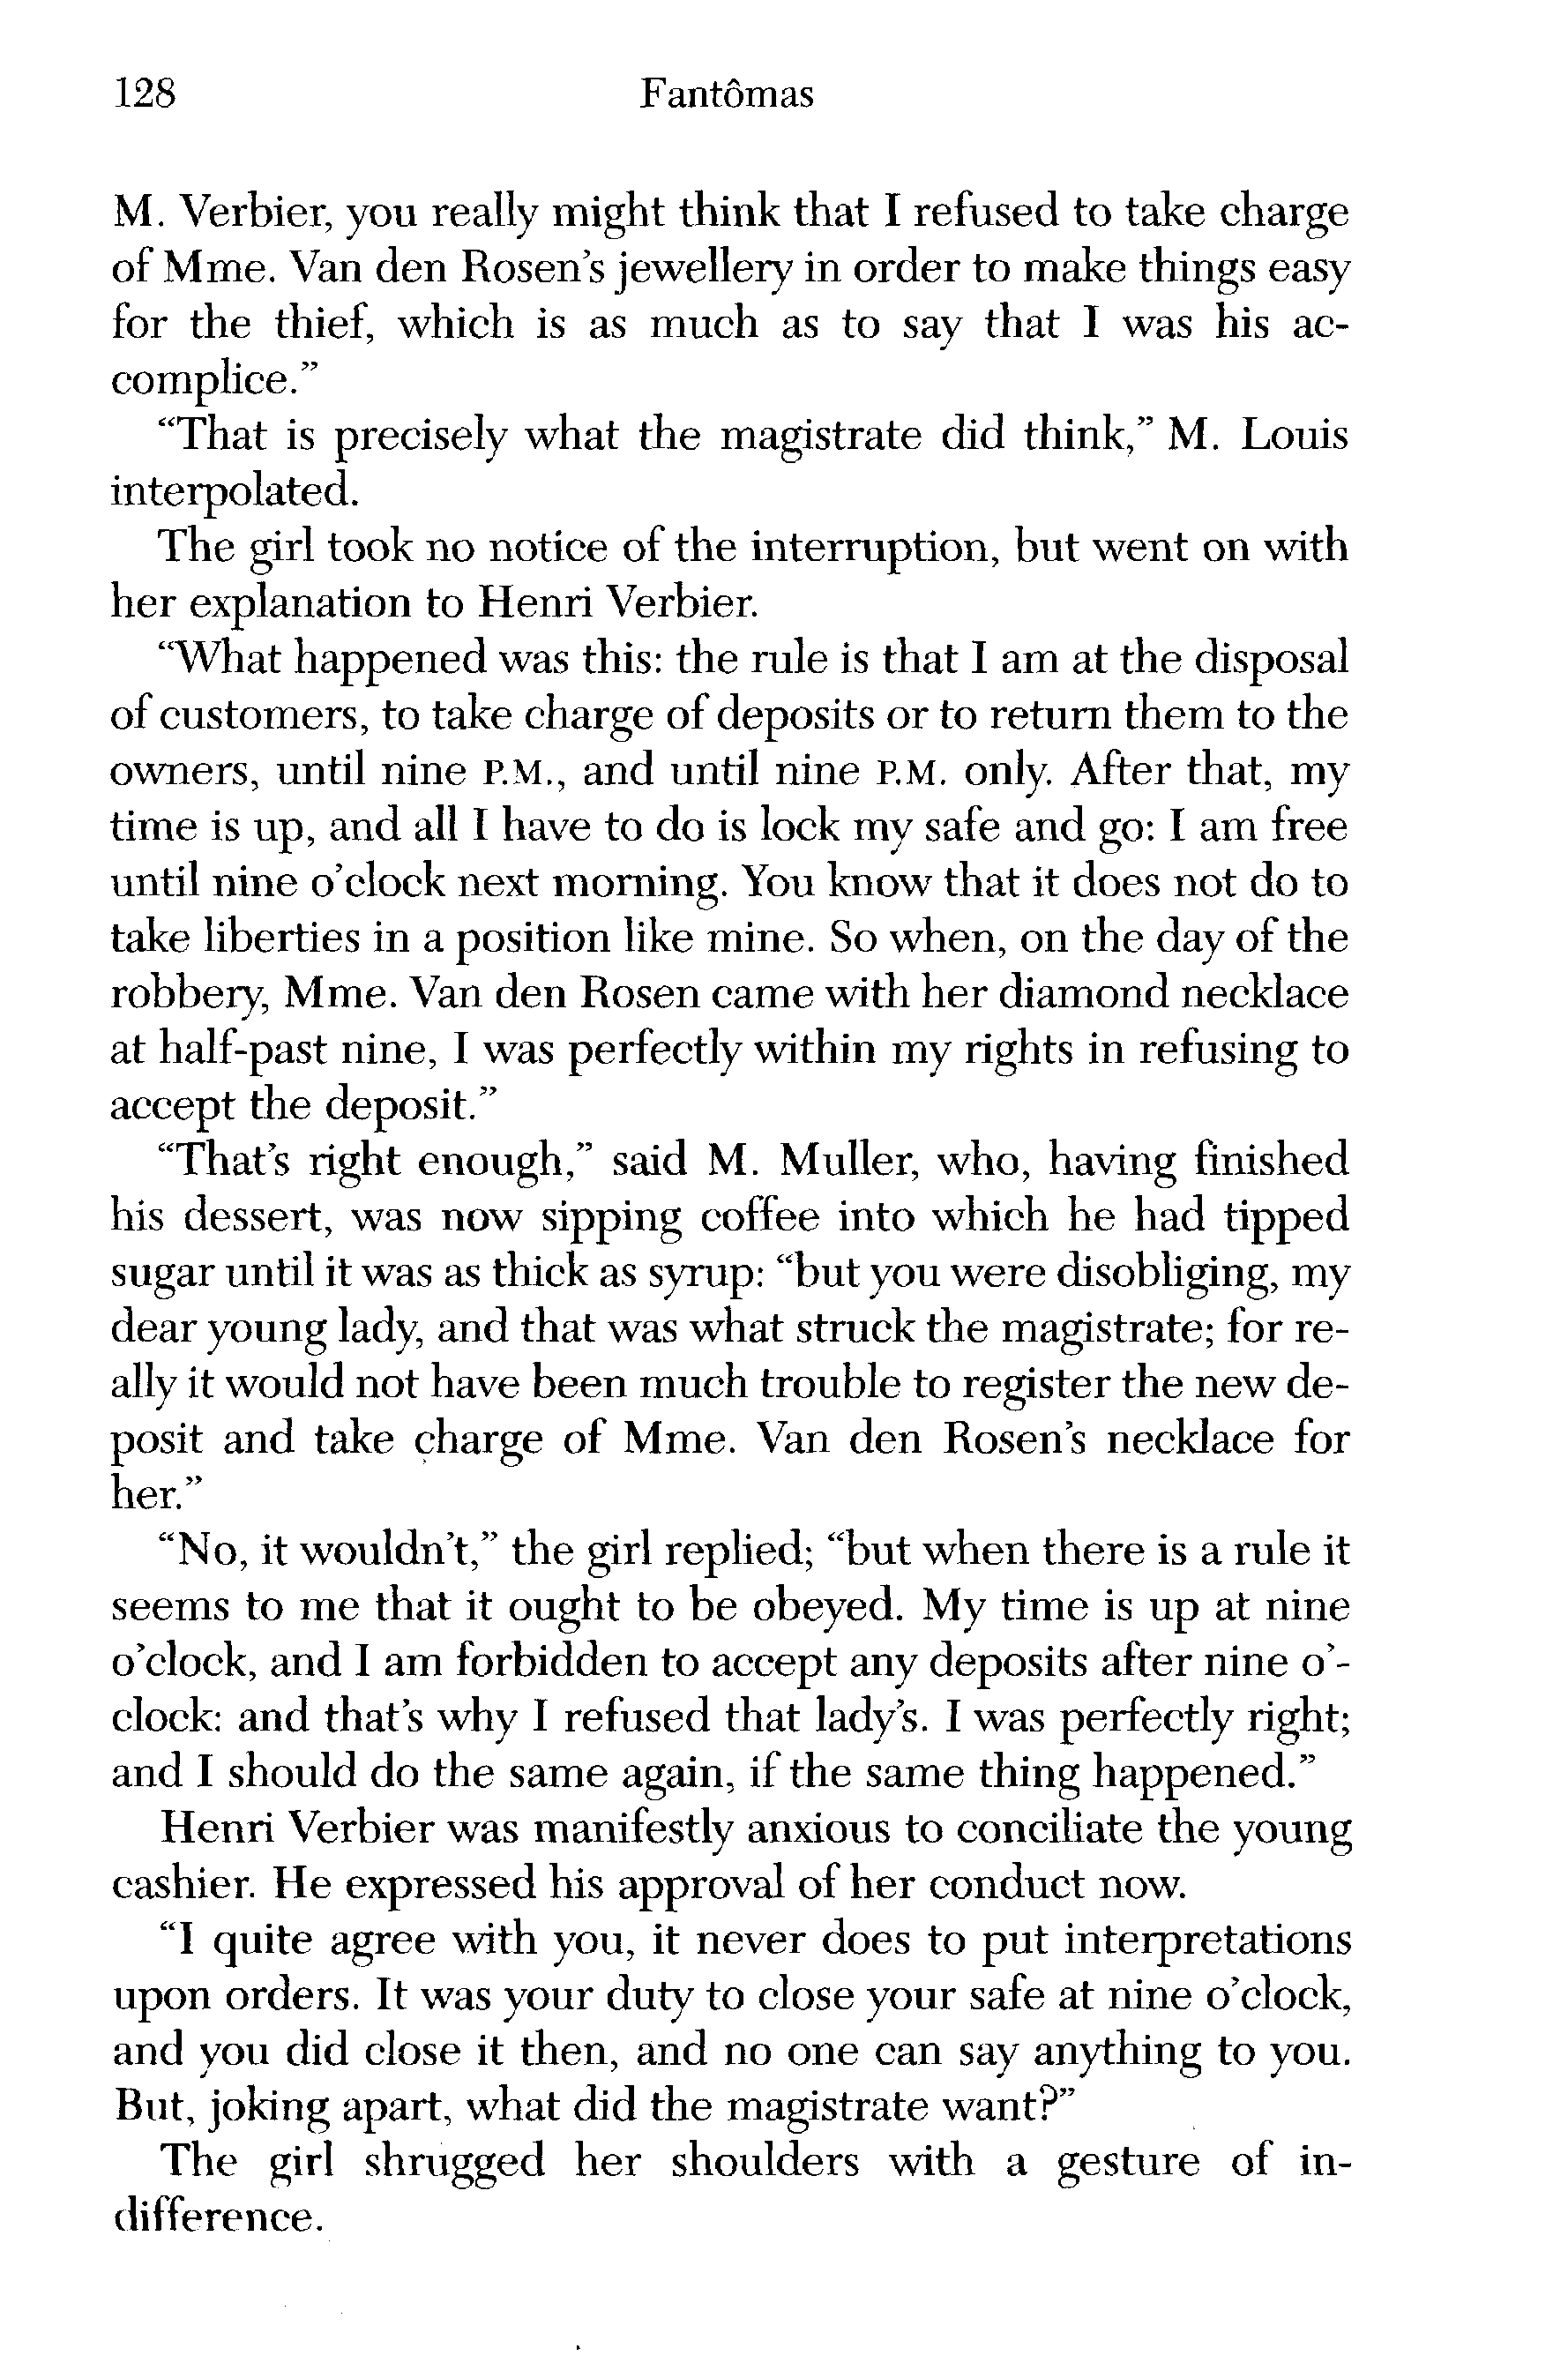 128 Fantômas
M. Verbier, you really might think that I refused to take charge
of Mme. Van den Rosen's jewellery in order to make things easy
for the thief, which is as much as to say that I was his ac-
complice.”
“That is precisely what the magistrate did think,” M. Louis
interpolated.
The girl took no notice of the interruption, but went on with
her explanation to Henri Verbier.
“What happened was this: the rule is that I am at the disposal
of customers, to take charge of deposits or to return them to the
owners, until nine P.M., and until nine P.M. only. After that, my
time is up, and all I have to do is lock my safe and go: I am free
until nine o’clock next morning. You know that it does not do to
take liberties in a position like mine. So when, on the day of the
robbery, Mme. Van den Rosen came with her diamond necklace
at half-past nine, I was perfectly within my rights in refusing to
accept the deposit.”
“That’s right enough,” said M. Muller, who, having finished
his dessert, was now sipping coffee into which he had tipped
sugar until it was as thick as syrup: “but you were disobliging, my
dear young lady, and that was what struck the magistrate; for re-
ally it would not have been much trouble to register the new de-
posit and take charge of Mme. Van den Rosen’s necklace for
her.”
“No, it wouldn’t,” the girl replied; “but when there is a rule it
seems to me that it ought to be obeyed. My time is up at nine
o’clock, and I am forbidden to accept any deposits after nine o’-
clock: and that’s why I refused that lady’s. I was perfectly right;
and I should do the same again, if the same thing happened.”
Henri Verbier was manifestly anxious to conciliate the young
cashier. He expressed his approval of her conduct now.
“I quite agree with you, it never does to put interpretations
upon orders. It was your duty to close your safe at nine o’clock,
and you did close it then, and no one can say anything to you.
But, joking apart, what did the magistrate want?”
The girl shrugged her shoulders with a gesture of in-
difference.